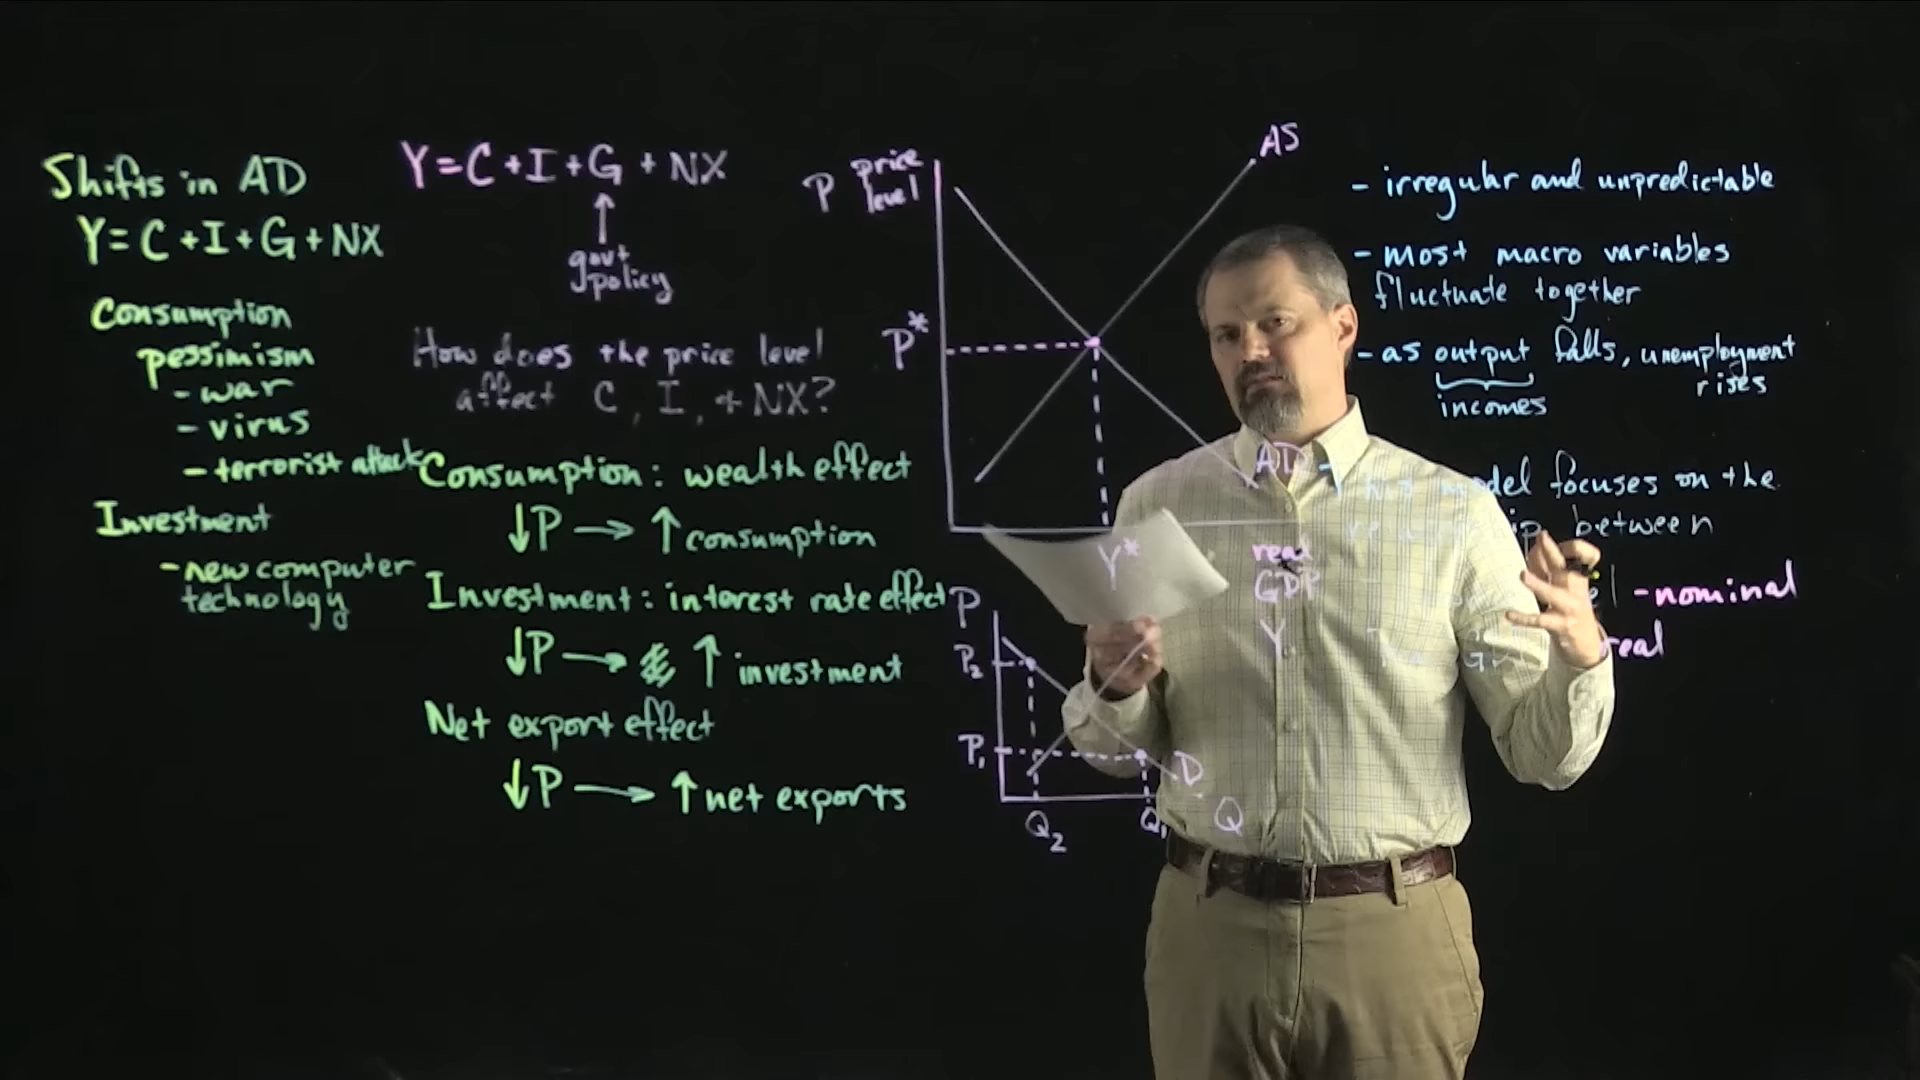 Shifts in AD
Y=C+I+G+NX
Consumption
pessimism
- war
- virus
- terrorist attack
Investment
- new computer
technology
Y=C+I+G+NX
govt
policy
How does the price level
affect C, I, + NX?
Consumption: wealth effect
↓P → ↑ consumption
Investment: interest rate effect
↓P → ↑ investment
Net export effect
↓P → ↑ net exports
P price
level
AS
P*
AD
Y*
real
GDP
Y
P
P2
P1
D
Q2
Q1
Q
- irregular and unpredictable
- most macro variables
fluctuate together
- as output falls, unemployment
rises
incomes
model focuses on the
between
- nominal
real